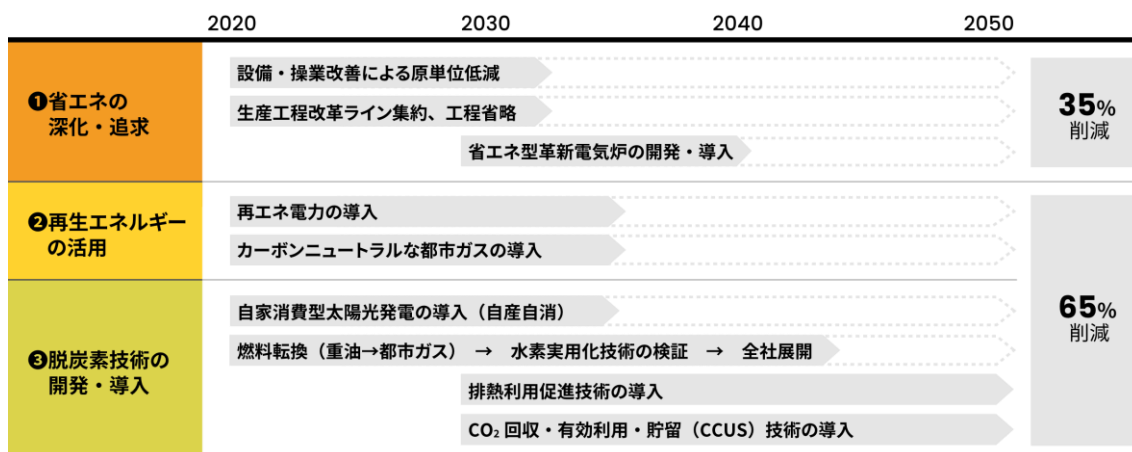 2020 2030 2040 2050
❶省エネの
深化・追求
設備・操業改善による原単位低減
生産工程改革ライン集約、工程省略
省エネ型革新電気炉の開発・導入
35%
削減
❷再生エネルギー
の活用
再エネ電力の導入
カーボンニュートラルな都市ガスの導入
❸脱炭素技術の
開発・導入
自家消費型太陽光発電の導入（自産自消）
燃料転換（重油→都市ガス） → 水素実用化技術の検証 → 全社展開
排熱利用促進技術の導入
CO₂ 回収・有効利用・貯留（CCUS）技術の導入
65%
削減